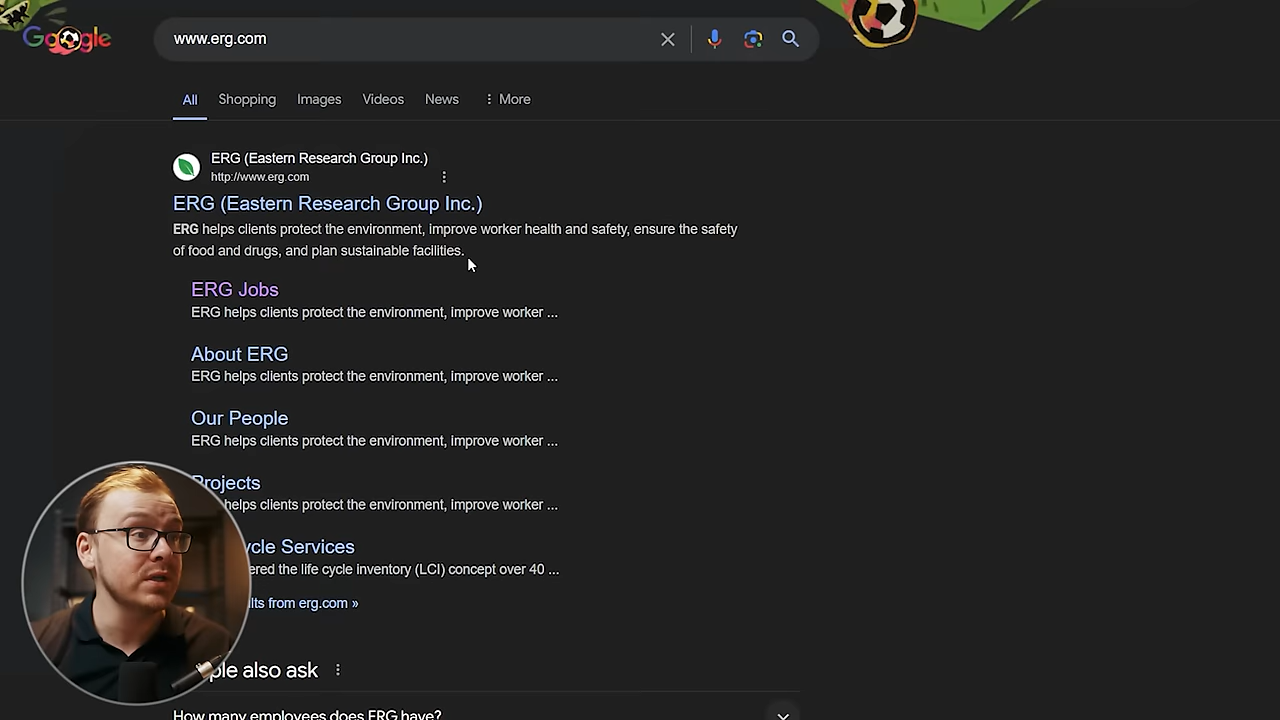 Google
www.erg.com
All Shopping Images Videos News More
ERG (Eastern Research Group Inc.)
http://www.erg.com
ERG (Eastern Research Group Inc.)
ERG helps clients protect the environment, improve worker health and safety, ensure the safety
of food and drugs, and plan sustainable facilities.
ERG Jobs
ERG helps clients protect the environment, improve worker ...
About ERG
ERG helps clients protect the environment, improve worker ...
Our People
ERG helps clients protect the environment, improve worker ...
Projects
helps clients protect the environment, improve worker ...
ycle Services
ered the life cycle inventory (LCI) concept over 40 ...
lts from erg.com »
ple also ask
How many employees does ERG have?